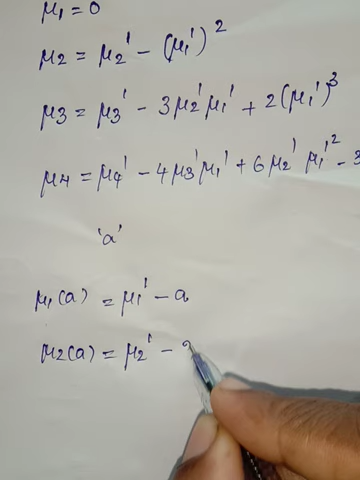 μ1 = 0
μ2 = μ2' - (μ1')²
μ3 = μ3' - 3μ2'μ1' + 2(μ1')³
μ4 = μ4' - 4μ3'μ1' + 6μ2'μ1'² - 3
'a'
μ1(a) = μ1' - a
μ2(a) = μ2' -